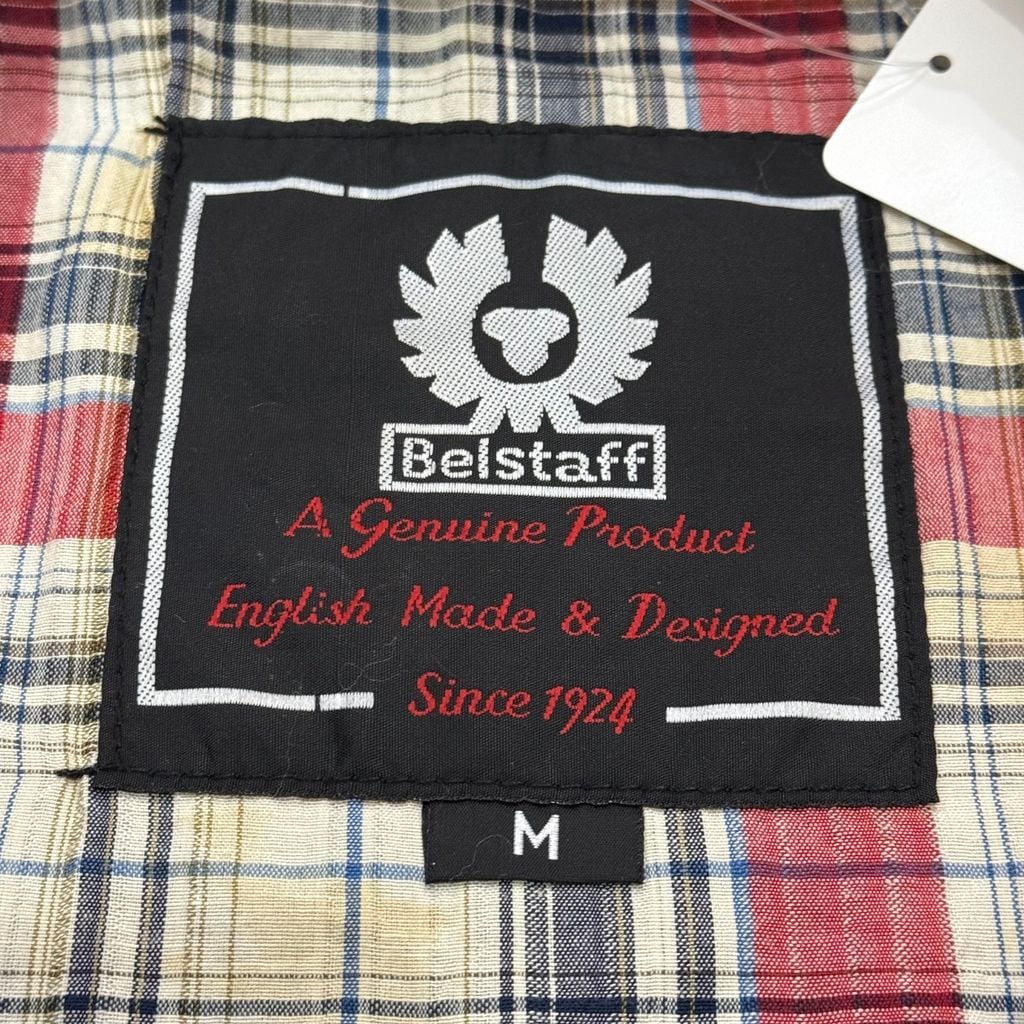 Belstaff
A Genuine Product
English Made & Designed
Since 1924
M